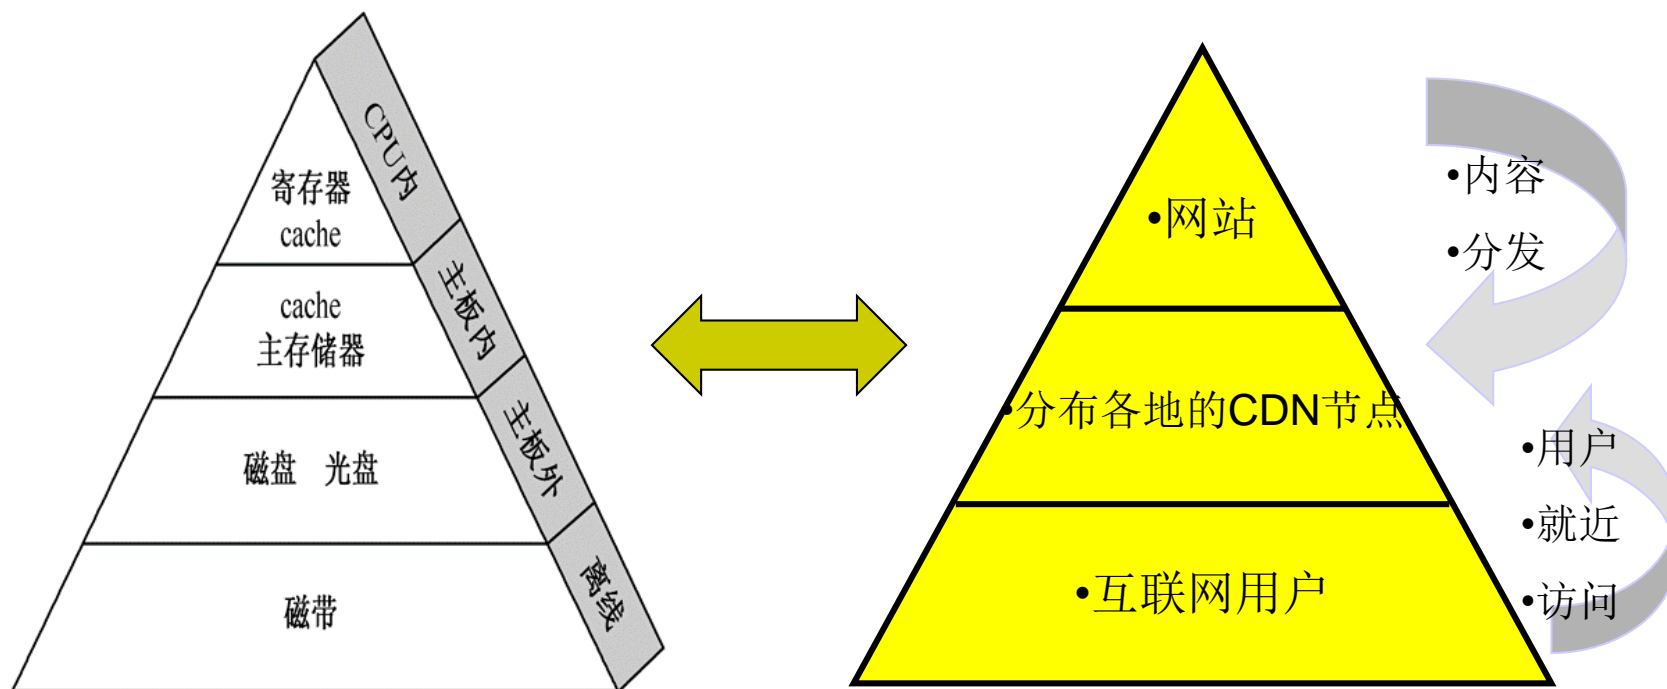 CPU内
寄存器
cache
主板内
cache
主存储器
主板外
磁盘 光盘
离线
磁带
•网站
•分布各地的CDN节点
•互联网用户
•内容
•分发
•用户
•就近
•访问